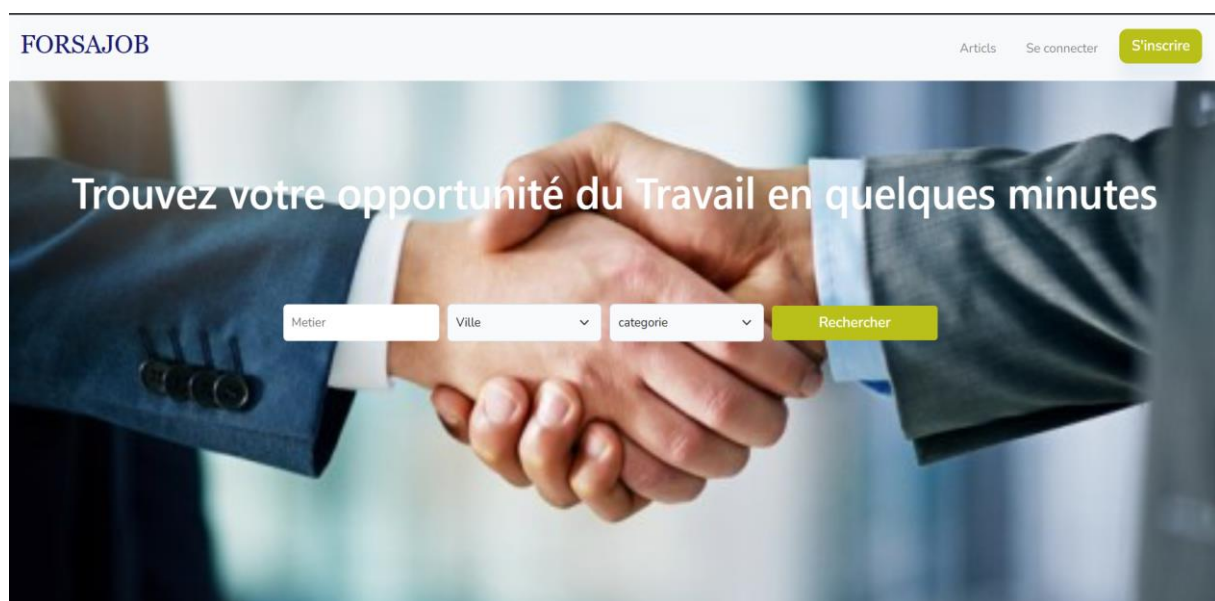 FORSAJOB
Articls Se connecter S'inscrire
Trouvez votre opportunité du Travail en quelques minutes
Metier Ville categorie Rechercher